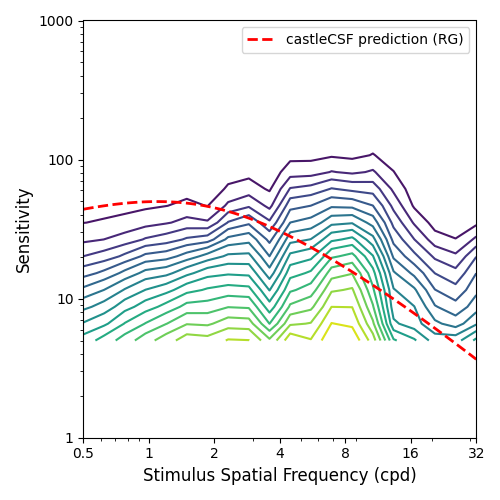 1000
castleCSF prediction (RG)
100
Sensitivity
10
1
0.5 1 2 4 8 16 32
Stimulus Spatial Frequency (cpd)